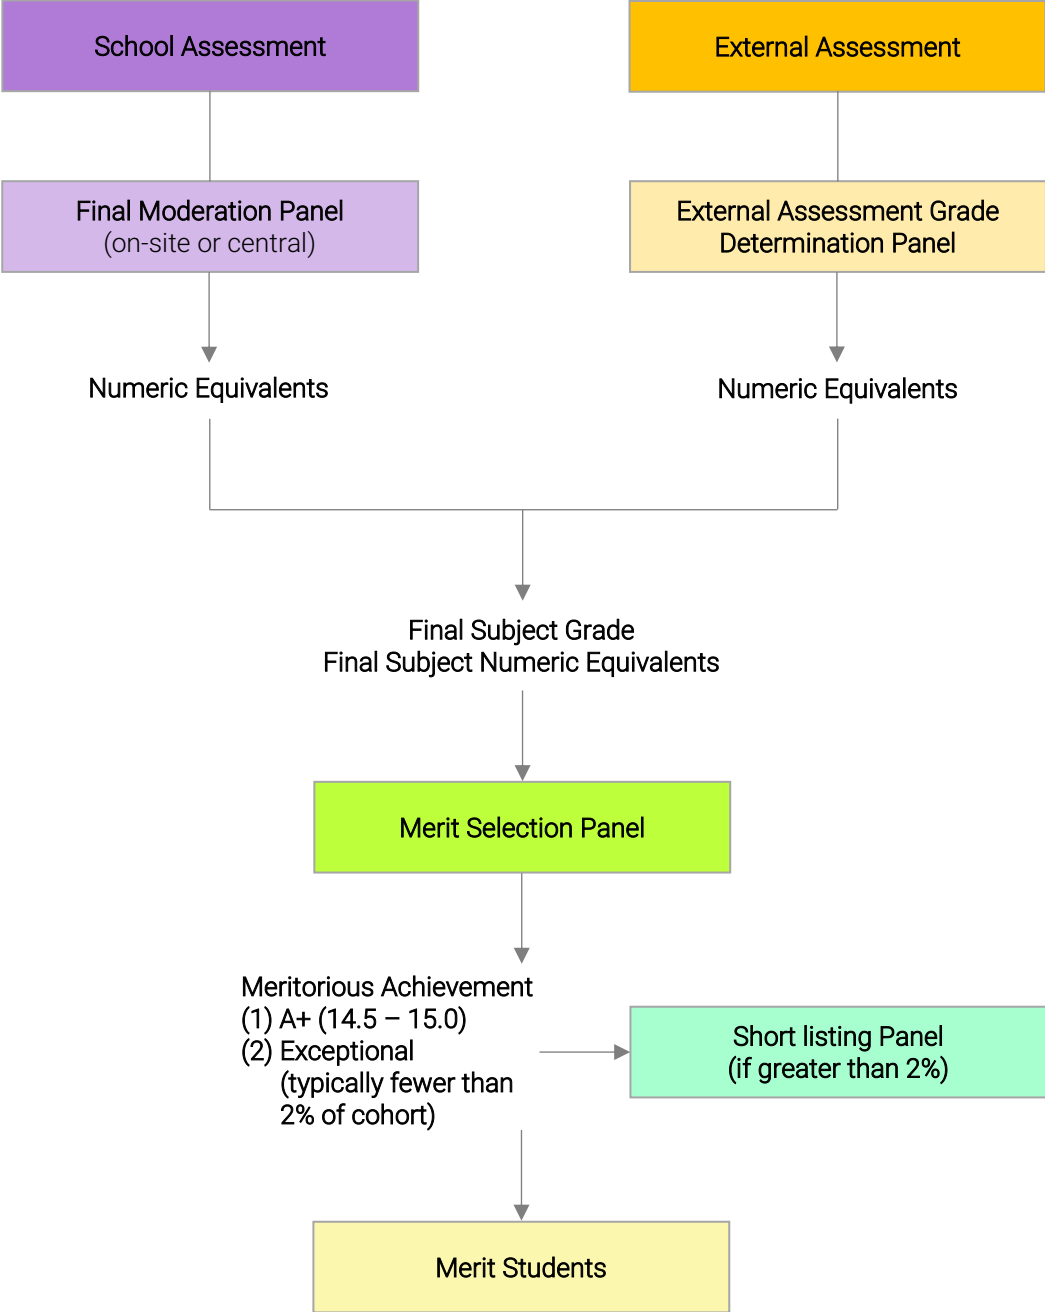 School Assessment
External Assessment
Final Moderation Panel
(on-site or central)
External Assessment Grade
Determination Panel
Numeric Equivalents
Numeric Equivalents
Final Subject Grade
Final Subject Numeric Equivalents
Merit Selection Panel
Meritorious Achievement
(1) A+ (14.5 – 15.0)
(2) Exceptional
(typically fewer than
2% of cohort)
Short listing Panel
(if greater than 2%)
Merit Students